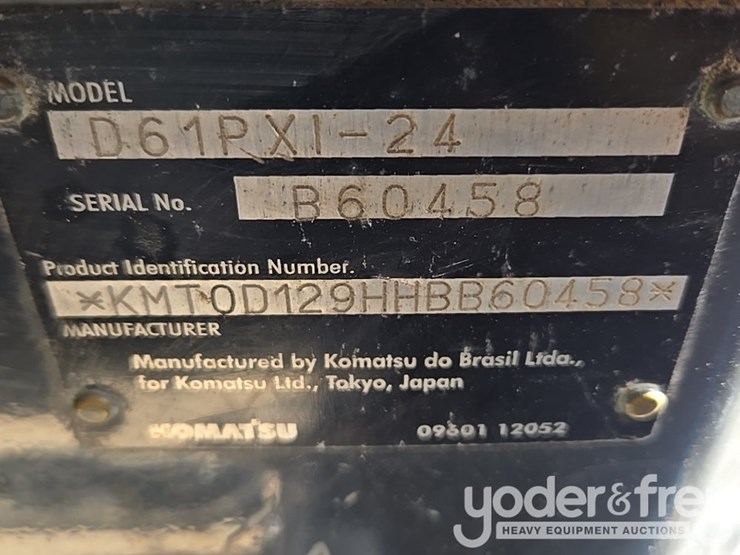 MODEL
D61PXI-24
SERIAL No.
B60458
Product Identification Number.
*KMT0D129HHBB60458*
MANUFACTURER
Manufactured by Komatsu do Brasil Ltda.,
for Komatsu Ltd., Tokyo, Japan
KOMATSU
09601 12052
yoder&fre
HEAVY EQUIPMENT AUCTIONS